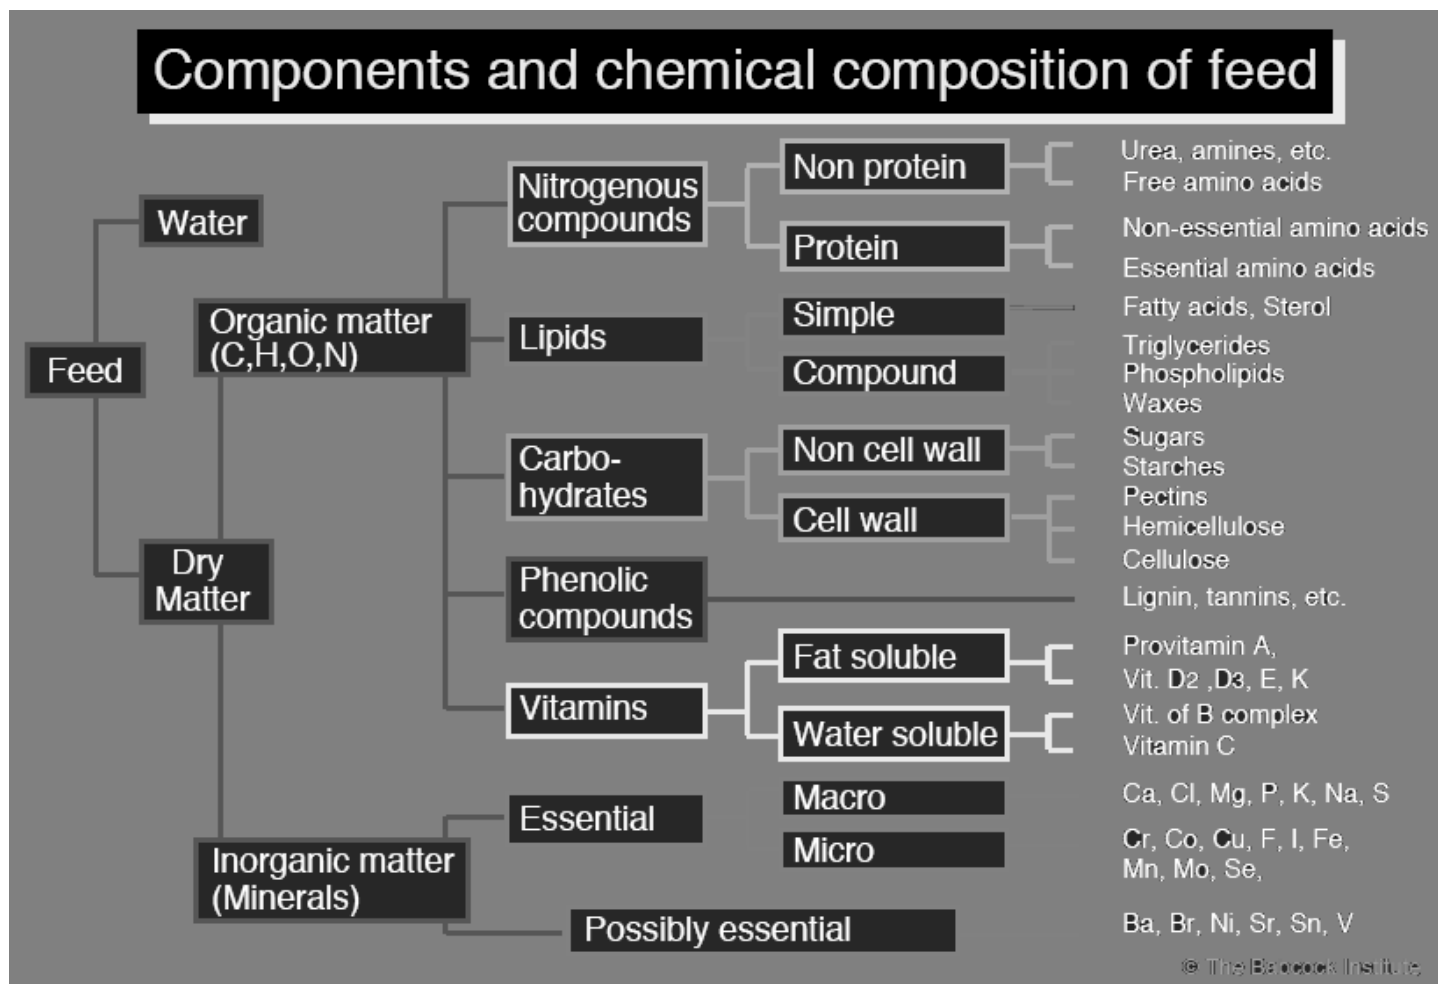 Components and chemical composition of feed
Feed
Water
Dry
Matter
Organic matter
(C,H,O,N)
Inorganic matter
(Minerals)
Nitrogenous
compounds
Non protein
Urea, amines, etc.
Free amino acids
Protein
Non-essential amino acids
Essential amino acids
Lipids
Simple
Fatty acids, Sterol
Compound
Triglycerides
Phospholipids
Waxes
Carbo-
hydrates
Non cell wall
Sugars
Starches
Cell wall
Pectins
Hemicellulose
Cellulose
Phenolic
compounds
Lignin, tannins, etc.
Vitamins
Fat soluble
Provitamin A,
Vit. D2 ,D3, E, K
Water soluble
Vit. of B complex
Vitamin C
Essential
Macro
Ca, Cl, Mg, P, K, Na, S
Micro
Cr, Co, Cu, F, I, Fe,
Mn, Mo, Se,
Possibly essential
Ba, Br, Ni, Sr, Sn, V
© The Babcock Institute